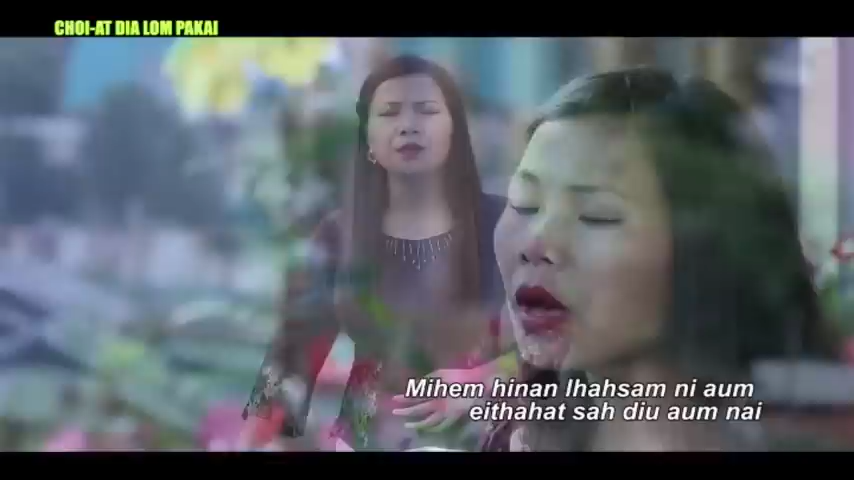 CHOI-AT DIA LOM PAKAI
Mihem hinan lhahsam ni aum
eithahat sah diu aum nai